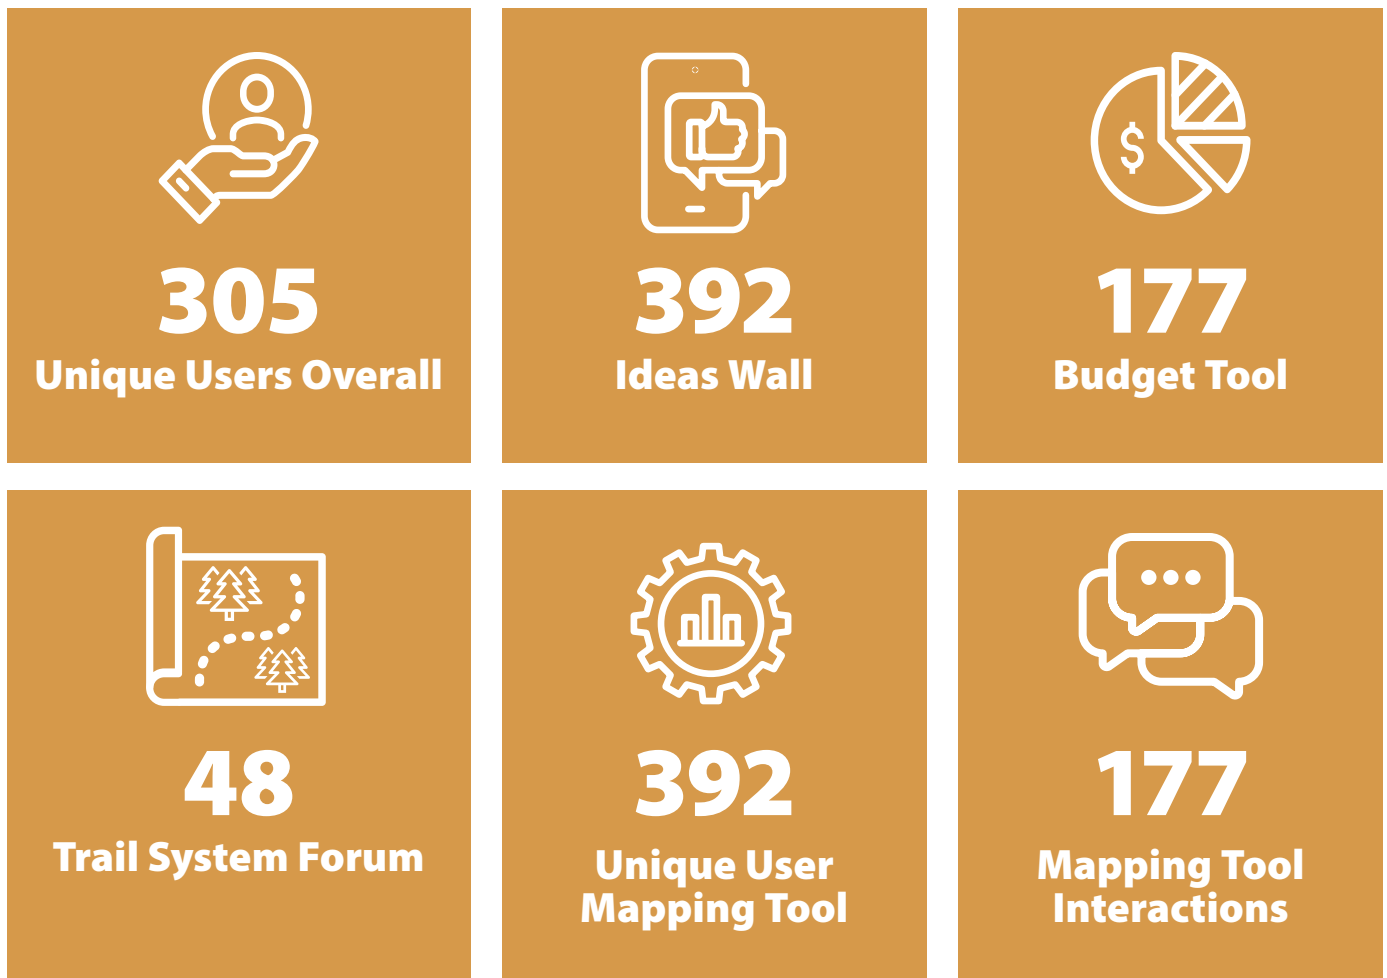 305
Unique Users Overall
392
Ideas Wall
$
177
Budget Tool
48
Trail System Forum
392
Unique User
Mapping Tool
177
Mapping Tool
Interactions